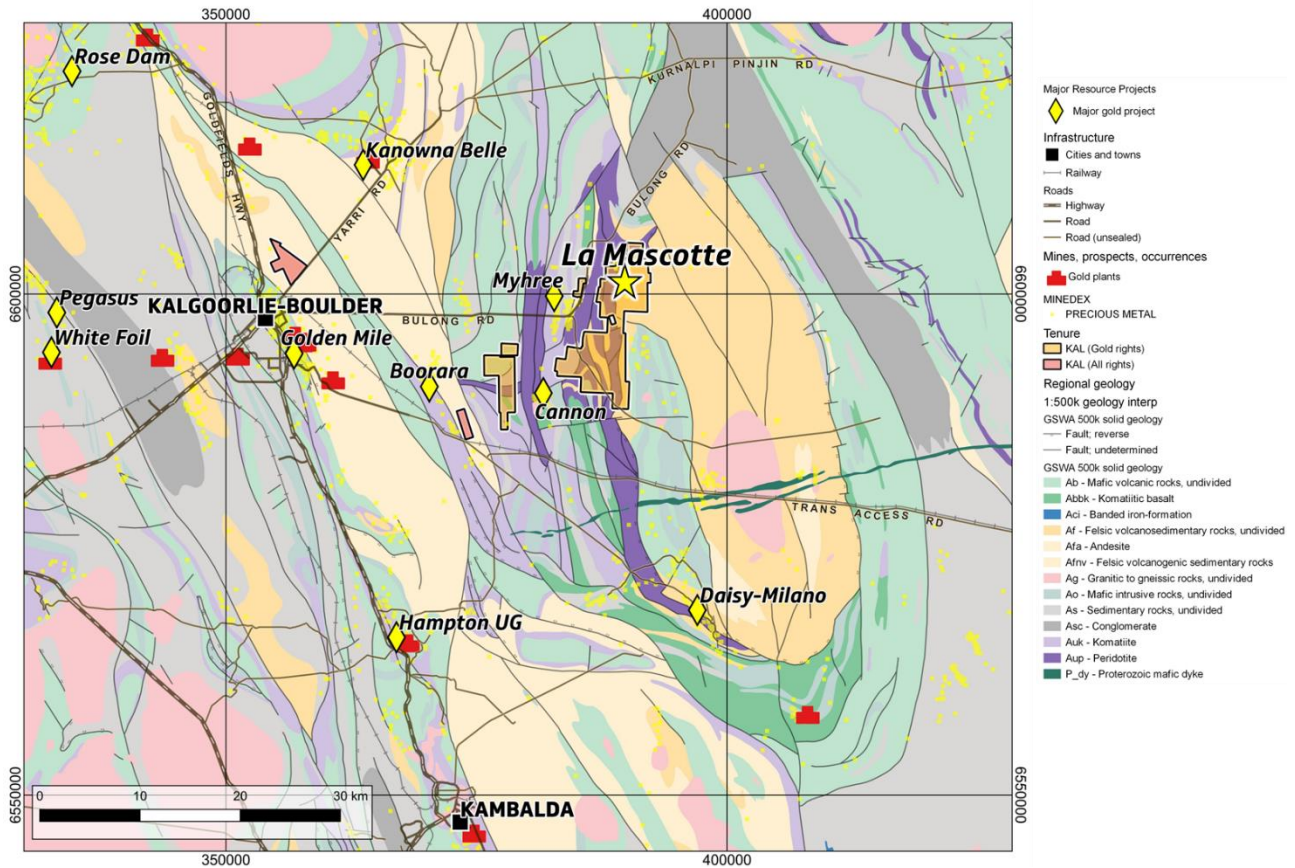 350000
400000
Rose Dam
KURNALPI PINJIN RD
GOLDFIELDS HWY
Kanowna Belle
YARRI RD
BULONG RD
La Mascotte
Myhree
6600000
6600000
Pegasus
KALGOORLIE-BOULDER
BULONG RD
White Foil
Golden Mile
Boorara
Cannon
TRANS ACCESS RD
Daisy-Milano
Hampton UG
6550000
6550000
0 10 20 30 km
KAMBALDA
350000
400000
Major Resource Projects
Major gold project
Infrastructure
Cities and towns
Railway
Roads
Highway
Road
Road (unsealed)
Mines, prospects, occurrences
Gold plants
MINEDEX
PRECIOUS METAL
Tenure
KAL (Gold rights)
KAL (All rights)
Regional geology
1:500k geology interp
GSWA 500k solid geology
Fault; reverse
Fault; undetermined
GSWA 500k solid geology
Ab - Mafic volcanic rocks, undivided
Abbk - Komatiitic basalt
Aci - Banded iron-formation
Af - Felsic volcanosedimentary rocks, undivided
Afa - Andesite
Afnv - Felsic volcanogenic sedimentary rocks
Ag - Granitic to gneissic rocks, undivided
Ao - Mafic intrusive rocks, undivided
As - Sedimentary rocks, undivided
Asc - Conglomerate
Auk - Komatiite
Aup - Peridotite
P_dy - Proterozoic mafic dyke